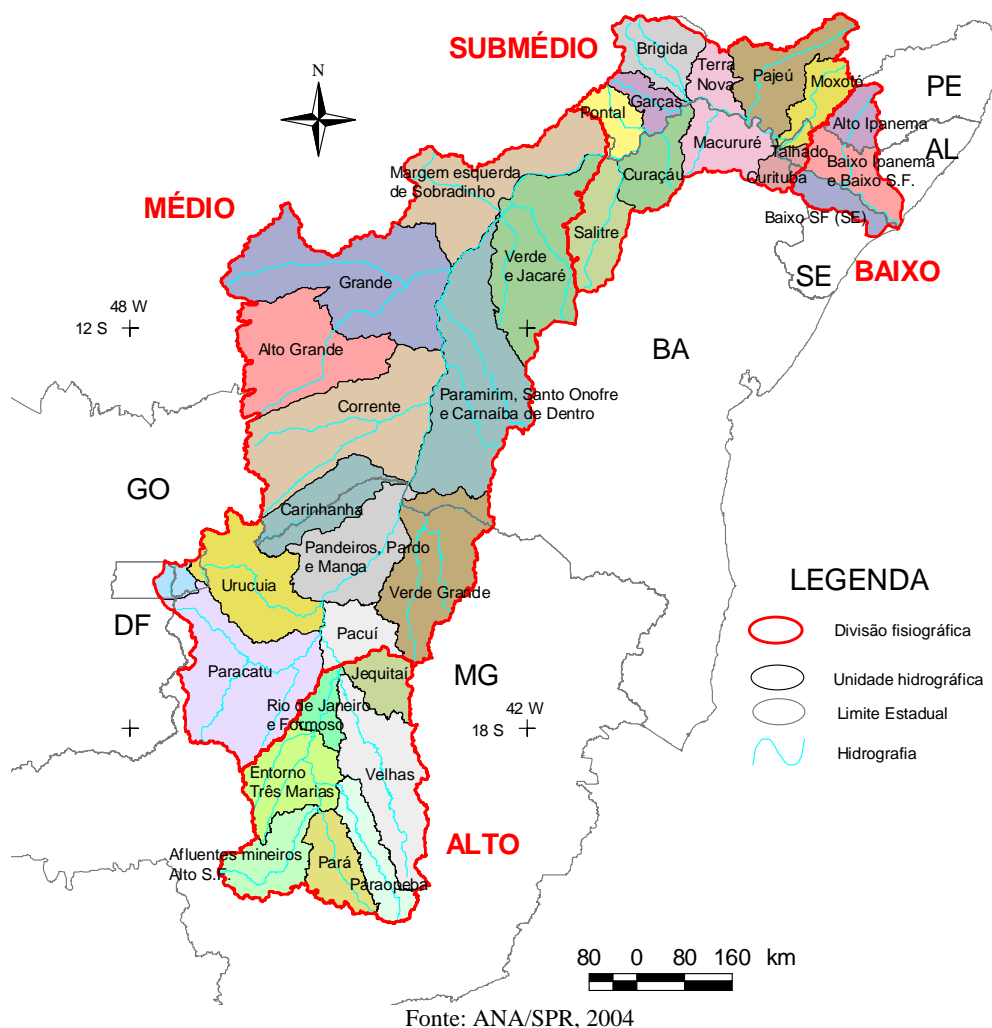 SUBMÉDIO
Brígida
Terra
Nova
Pajeú
Moxotó
PE
N
Garças
Pontal
Alto Ipanema
Macururé
Talhado
AL
Baixo Ipanema
e Baixo S.F.
Margem esquerda
de Sobradinho
Curaçáu
Curituba
MÉDIO
Baixo SF (SE)
Salitre
Verde
e Jacaré
SE
BAIXO
Grande
48 W
12 S
Alto Grande
BA
Corrente
Paramirim, Santo Onofre
e Carnaíba de Dentro
GO
Carinhanha
Pandeiros, Pardo
e Manga
Urucuia
Verde Grande
LEGENDA
DF
Pacuí
Divisão fisiográfica
Paracatu
Jequitaí
MG
Unidade hidrográfica
Rio de Janeiro
e Formoso
42 W
18 S
Limite Estadual
Hidrografia
Entorno
Três Marias
Velhas
ALTO
Afluentes mineiros
Alto S.F.
Pará
Paraopeba
80 0 80 160 km
Fonte: ANA/SPR, 2004